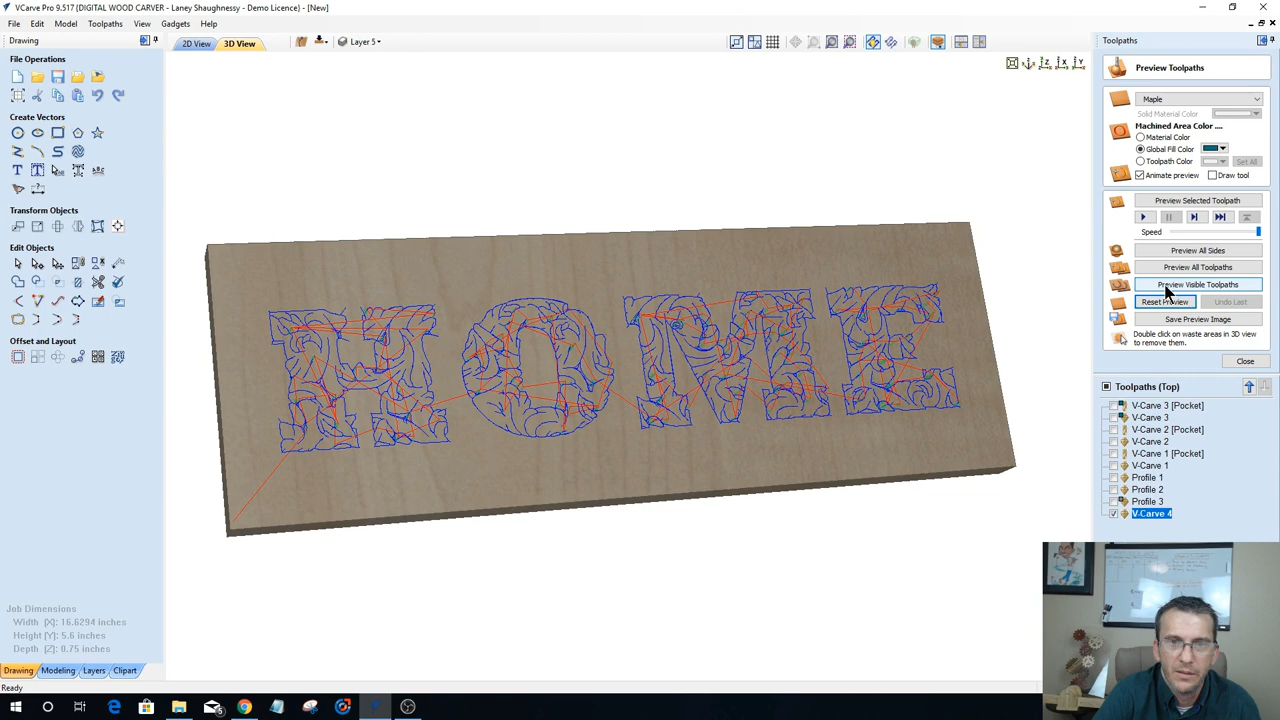 VCarve Pro 9.517 {DIGITAL WOOD CARVER - Laney Shaughnessy - Demo Licence} - [New]
File Edit Model Toolpaths View Gadgets Help
Drawing
2D View 3D View Layer 5
Toolpaths
File Operations
Create Vectors
Transform Objects
Edit Objects
Offset and Layout
Job Dimensions
Width (X): 16.6294 inches
Height (Y): 5.6 inches
Depth (Z): 0.75 inches
Drawing Modeling Layers Clipart
Ready
HOME
Preview Toolpaths
Maple
Solid Material Color
Machined Area Color ....
Material Color
Global Fill Color
Toolpath Color Set All
Animate preview Draw tool
Preview Selected Toolpath
Speed
Preview All Sides
Preview All Toolpaths
Preview Visible Toolpaths
Reset Preview Undo Last
Save Preview Image
Double click on waste areas in 3D view
to remove them.
Close
Toolpaths (Top)
V-Carve 3 [Pocket]
V-Carve 3
V-Carve 2 [Pocket]
V-Carve 2
V-Carve 1 [Pocket]
V-Carve 1
Profile 1
Profile 2
Profile 3
V-Carve 4